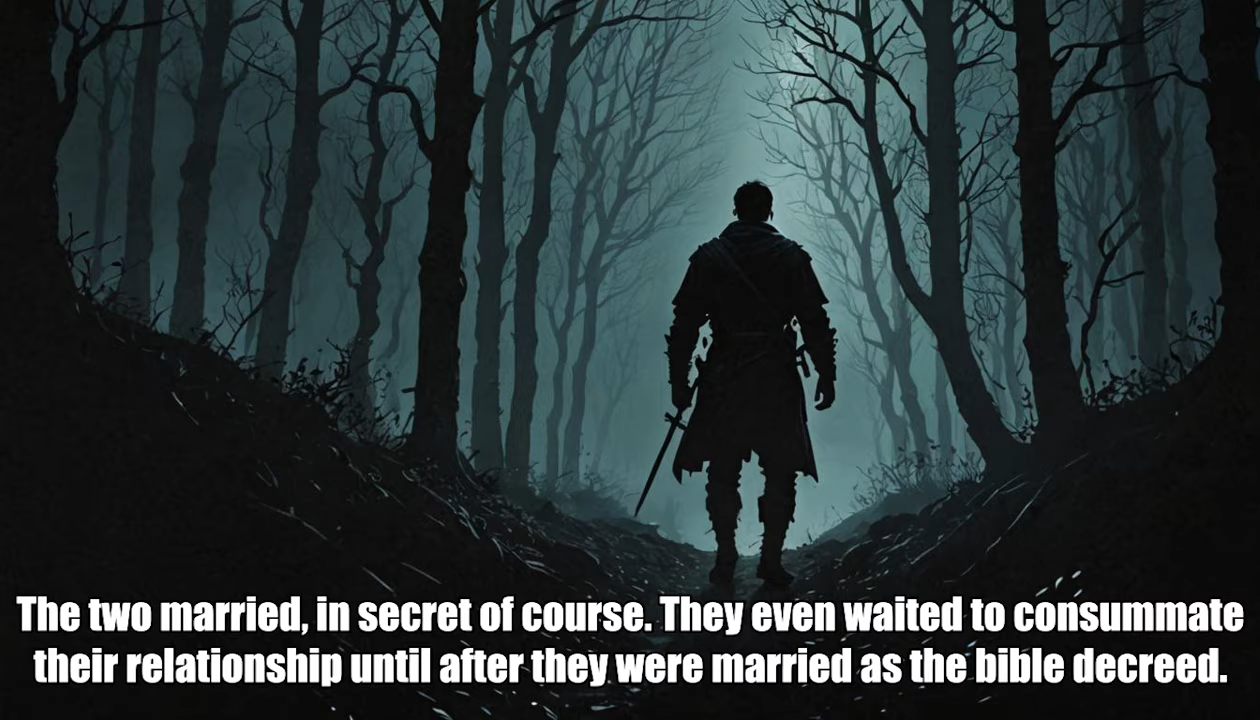 The two married, in secret of course. They even waited to consummate
their relationship until after they were married as the bible decreed.